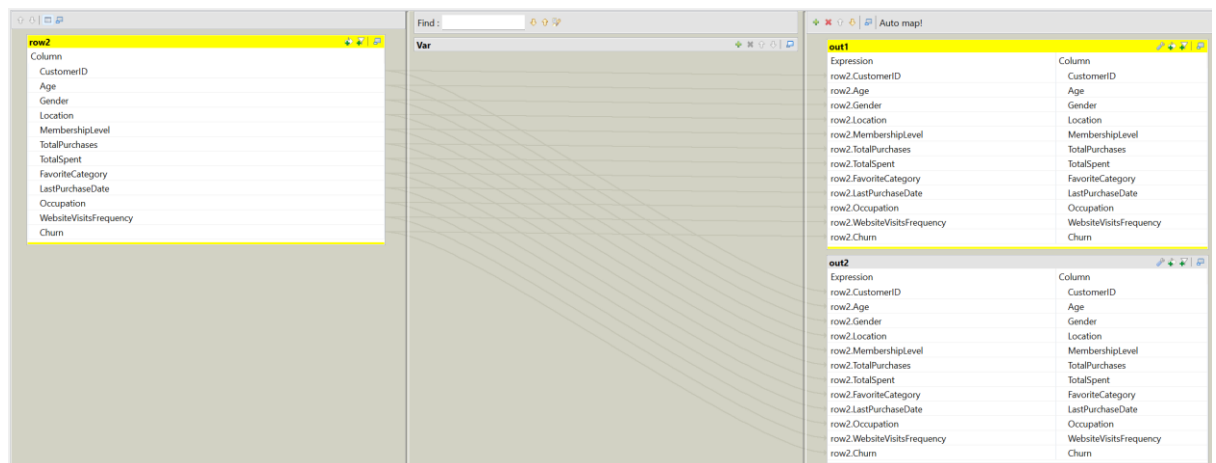 row2
Column
CustomerID
Age
Gender
Location
MembershipLevel
TotalPurchases
TotalSpent
FavoriteCategory
LastPurchaseDate
Occupation
WebsiteVisitsFrequency
Churn
Find :
Var
Auto map!
out1
Expression Column
row2.CustomerID CustomerID
row2.Age Age
row2.Gender Gender
row2.Location Location
row2.MembershipLevel MembershipLevel
row2.TotalPurchases TotalPurchases
row2.TotalSpent TotalSpent
row2.FavoriteCategory FavoriteCategory
row2.LastPurchaseDate LastPurchaseDate
row2.Occupation Occupation
row2.WebsiteVisitsFrequency WebsiteVisitsFrequency
row2.Churn Churn
out2
Expression Column
row2.CustomerID CustomerID
row2.Age Age
row2.Gender Gender
row2.Location Location
row2.MembershipLevel MembershipLevel
row2.TotalPurchases TotalPurchases
row2.TotalSpent TotalSpent
row2.FavoriteCategory FavoriteCategory
row2.LastPurchaseDate LastPurchaseDate
row2.Occupation Occupation
row2.WebsiteVisitsFrequency WebsiteVisitsFrequency
row2.Churn Churn